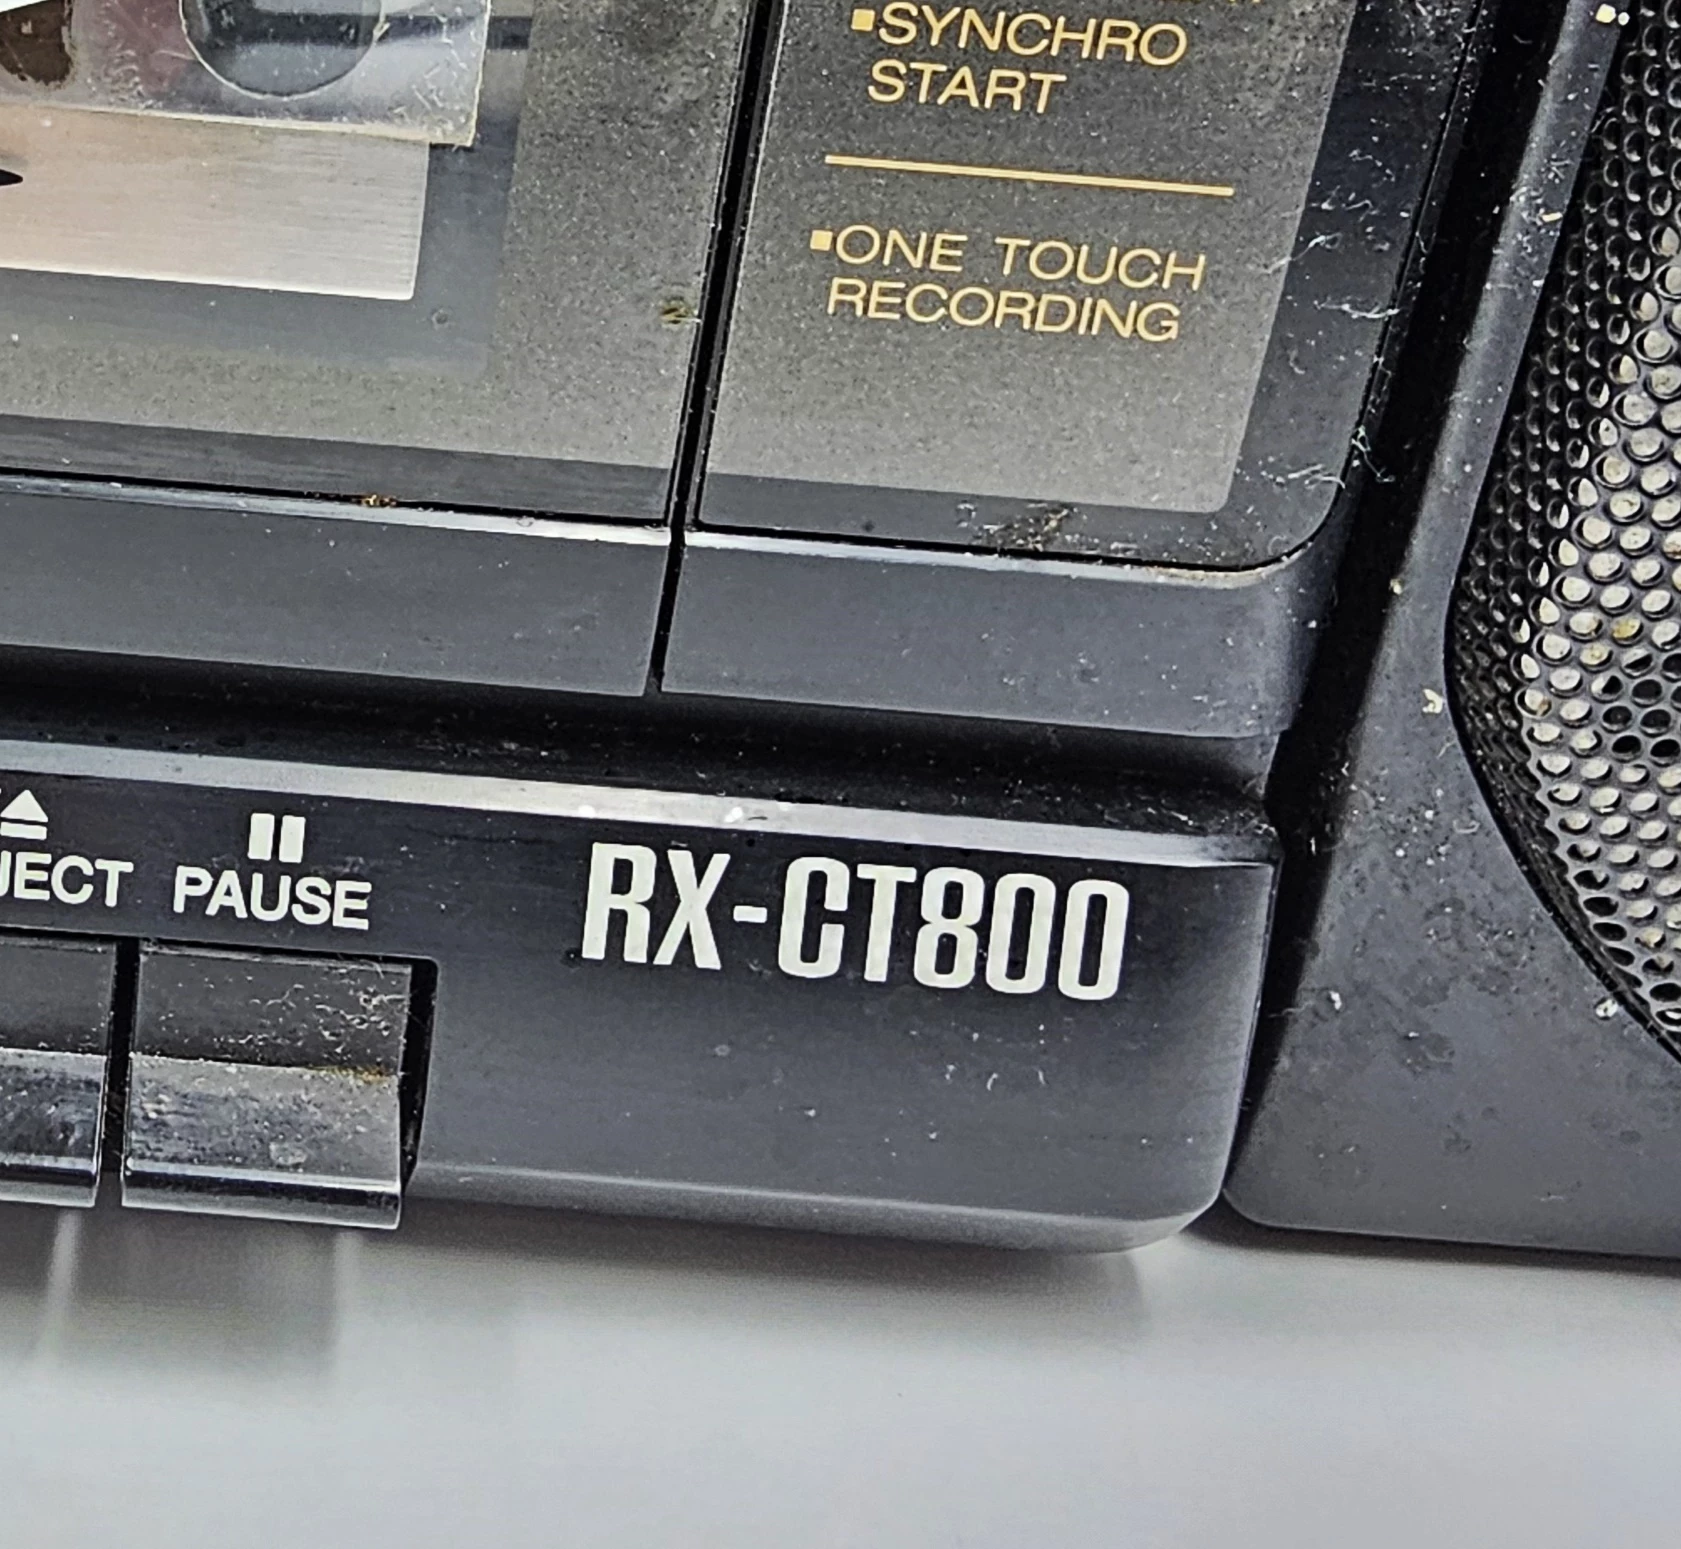 ▪SYNCHRO
START
▪ONE TOUCH
RECORDING
PAUSE
RX-CT800